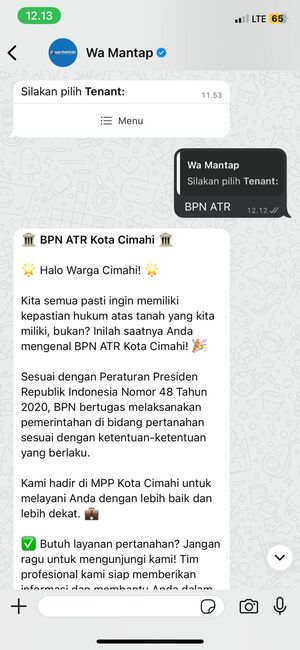 12.13
LTE 65
Wa Mantap
wa mantap
Silakan pilih Tenant:
11.53
Menu
Wa Mantap
Silakan pilih Tenant:
BPN ATR
12.12
🏛️ BPN ATR Kota Cimahi 🏛️
🌟 Halo Warga Cimahi! 🌟
Kita semua pasti ingin memiliki
kepastian hukum atas tanah yang kita
miliki, bukan? Inilah saatnya Anda
mengenal BPN ATR Kota Cimahi! 🎉
Sesuai dengan Peraturan Presiden
Republik Indonesia Nomor 48 Tahun
2020, BPN bertugas melaksanakan
pemerintahan di bidang pertanahan
sesuai dengan ketentuan-ketentuan
yang berlaku.
Kami hadir di MPP Kota Cimahi untuk
melayani Anda dengan lebih baik dan
lebih dekat. 💼
✅ Butuh layanan pertanahan? Jangan
ragu untuk mengunjungi kami! Tim
profesional kami siap memberikan
informasi dan membantu Anda dalam